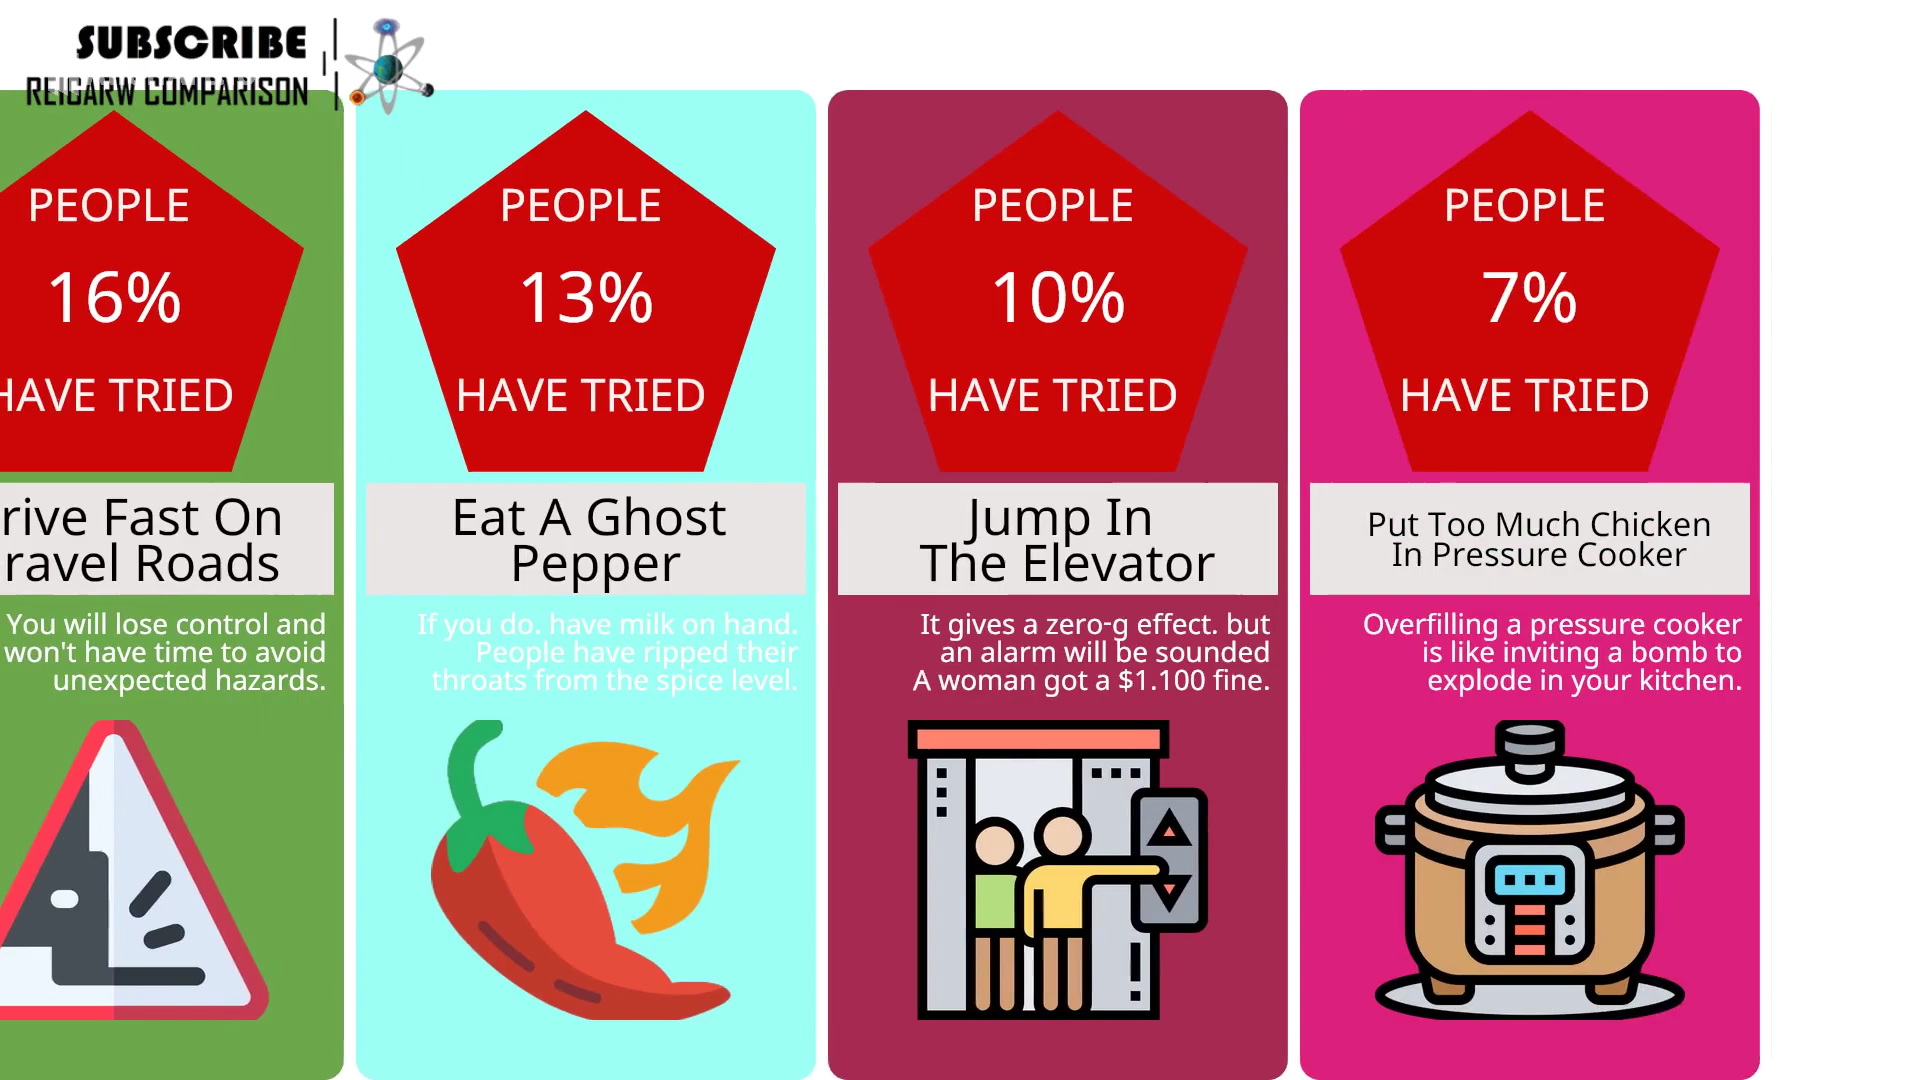 SUBSCRIBE
REIGARW COMPARISON
PEOPLE
16%
HAVE TRIED
rive Fast On
ravel Roads
You will lose control and
won't have time to avoid
unexpected hazards.
PEOPLE
13%
HAVE TRIED
Eat A Ghost
Pepper
If you do. have milk on hand.
People have ripped their
throats from the spice level.
PEOPLE
10%
HAVE TRIED
Jump In
The Elevator
It gives a zero-g effect. but
an alarm will be sounded
A woman got a $1.100 fine.
PEOPLE
7%
HAVE TRIED
Put Too Much Chicken
In Pressure Cooker
Overfilling a pressure cooker
is like inviting a bomb to
explode in your kitchen.